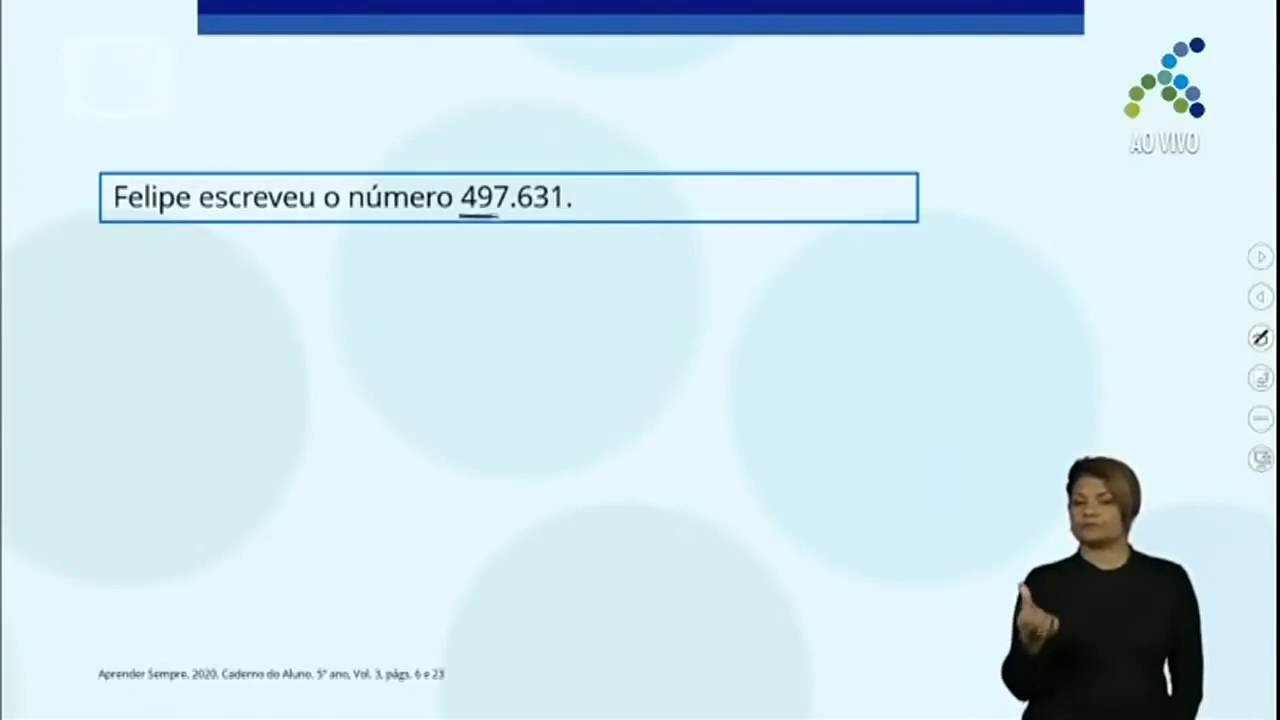 AO VIVO
Felipe escreveu o número 497.631.
Aprender Sempre, 2020, Caderno do Aluno, 5º ano, Vol. 3, págs. 6 e 23